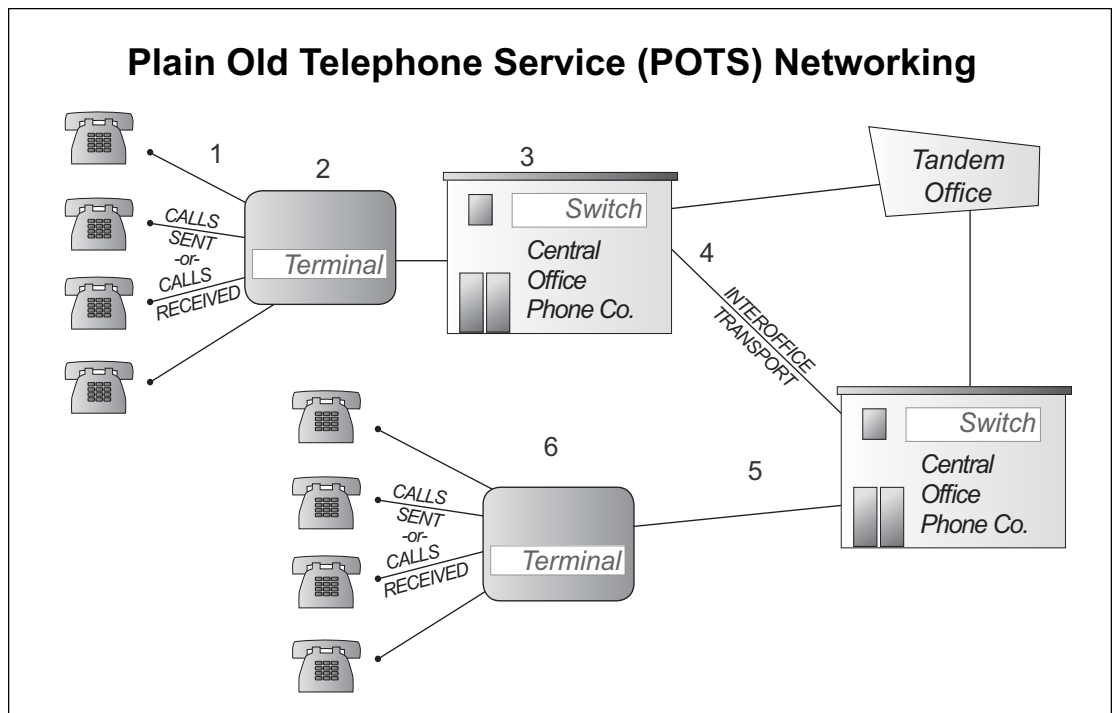 Plain Old Telephone Service (POTS) Networking
1
2
3
CALLS
SENT
-or-
CALLS
RECEIVED
Terminal
Switch
Central
Office
Phone Co.
Tandem
Office
4
INTEROFFICE
TRANSPORT
Switch
Central
Office
Phone Co.
5
6
CALLS
SENT
-or-
CALLS
RECEIVED
Terminal